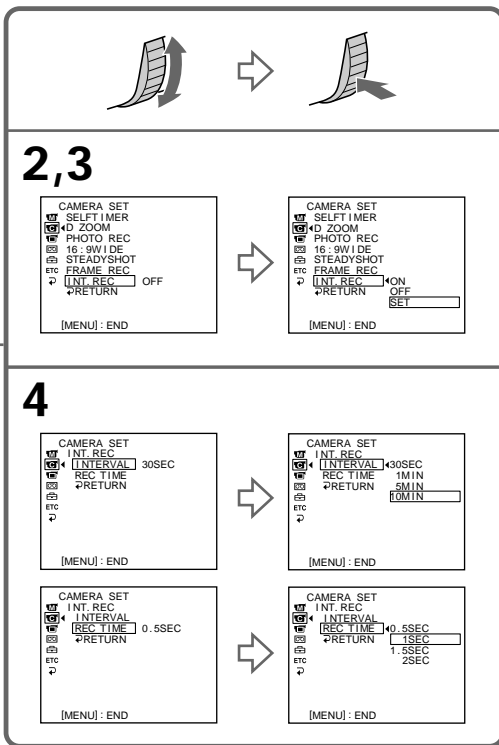 2,3
CAMERA SET
SELFTIMER
D ZOOM
PHOTO REC
16:9WIDE
STEADYSHOT
ETC FRAME REC
INT. REC OFF
RETURN
[MENU] : END
CAMERA SET
SELFTIMER
D ZOOM
PHOTO REC
16:9WIDE
STEADYSHOT
ETC FRAME REC
INT. REC ON
RETURN OFF
SET
[MENU] : END
4
CAMERA SET
INT. REC
INTERVAL 30SEC
REC TIME
RETURN
ETC
[MENU] : END
CAMERA SET
INT. REC
INTERVAL 30SEC
REC TIME 1MIN
RETURN 5MIN
10MIN
ETC
[MENU] : END
CAMERA SET
INT. REC
INTERVAL
REC TIME 0.5SEC
RETURN
ETC
[MENU] : END
CAMERA SET
INT. REC
INTERVAL
REC TIME 0.5SEC
RETURN 1SEC
1.5SEC
ETC 2SEC
[MENU] : END